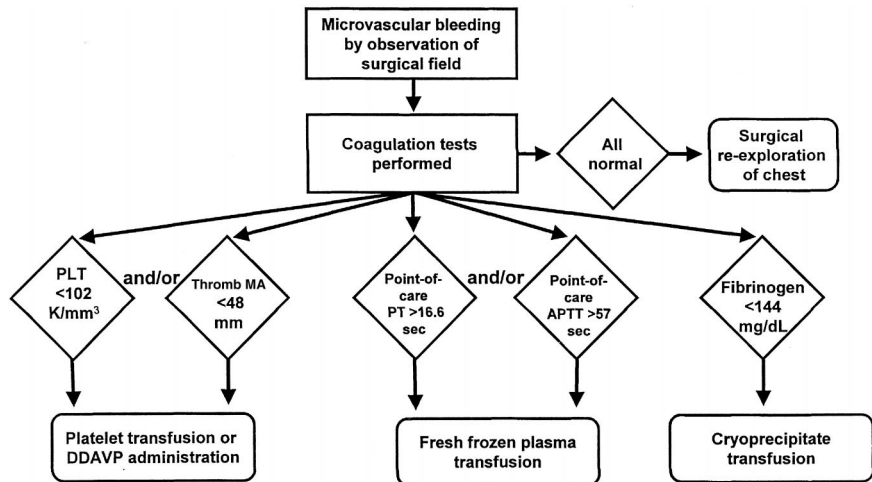 Microvascular bleeding
by observation of
surgical field
Coagulation tests
performed
All
normal
Surgical
re-exploration
of chest
PLT
<102
K/mm³
and/or
Thromb MA
<48
mm
Point-of-
care
PT >16.6
sec
and/or
Point-of-
care
APTT >57
sec
Fibrinogen
<144
mg/dL
Platelet transfusion or
DDAVP administration
Fresh frozen plasma
transfusion
Cryoprecipitate
transfusion